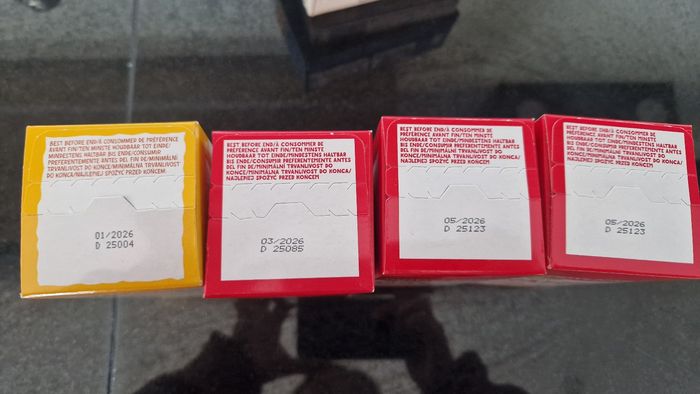 BEST BEFORE END/À CONSOMMER DE PRÉFÉRENCE
AVANT FIN/TEN MINSTE HOUDBAAR TOT EINDE/
MINDESTENS HALTBAR BIS ENDE/CONSUMIR
PREFERENTEMENTE ANTES DEL FIN DE/MINIMÁLNÍ
TRVANLIVOST DO KONCE/MINIMÁLNA TRVANLIVOSŤ
DO KONCA/NAJLEPIEJ SPOŻYĆ PRZED KOŃCEM:
01/2026
D 25004
BEST BEFORE END/À CONSOMMER DE
PRÉFÉRENCE AVANT FIN/TEN MINSTE
HOUDBAAR TOT EINDE/MINDESTENS HALTBAR
BIS ENDE/CONSUMIR PREFERENTEMENTE ANTES
DEL FIN DE/MINIMÁLNÍ TRVANLIVOST DO
KONCE/MINIMÁLNA TRVANLIVOSŤ DO KONCA/
NAJLEPIEJ SPOŻYĆ PRZED KOŃCEM:
03/2026
D 25085
BEST BEFORE END/À CONSOMMER DE
PRÉFÉRENCE AVANT FIN/TEN MINSTE
HOUDBAAR TOT EINDE/MINDESTENS HALTBAR
BIS ENDE/CONSUMIR PREFERENTEMENTE ANTES
DEL FIN DE/MINIMÁLNÍ TRVANLIVOST DO
KONCE/MINIMÁLNA TRVANLIVOSŤ DO KONCA/
NAJLEPIEJ SPOŻYĆ PRZED KOŃCEM:
05/2026
D 25123
BEST BEFORE END/À CONSOMMER DE
PRÉFÉRENCE AVANT FIN/TEN MINSTE
HOUDBAAR TOT EINDE/MINDESTENS HALTBAR
BIS ENDE/CONSUMIR PREFERENTEMENTE ANTES
DEL FIN DE/MINIMÁLNÍ TRVANLIVOST DO
KONCE/MINIMÁLNA TRVANLIVOSŤ DO KONCA/
NAJLEPIEJ SPOŻYĆ PRZED KOŃCEM:
05/2026
D 25123